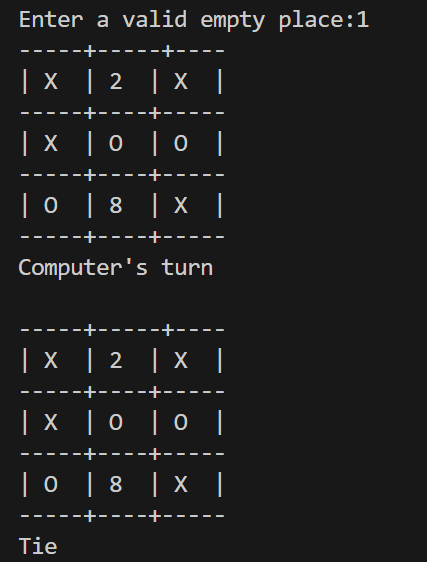 Enter a valid empty place:1
-----+-----+----
| X  | 2  | X  |
-----+----+-----
| X  | O  | O  |
-----+----+-----
| O  | 8  | X  |
-----+----+-----
Computer's turn

-----+-----+----
| X  | 2  | X  |
-----+----+-----
| X  | O  | O  |
-----+----+-----
| O  | 8  | X  |
-----+----+-----
Tie